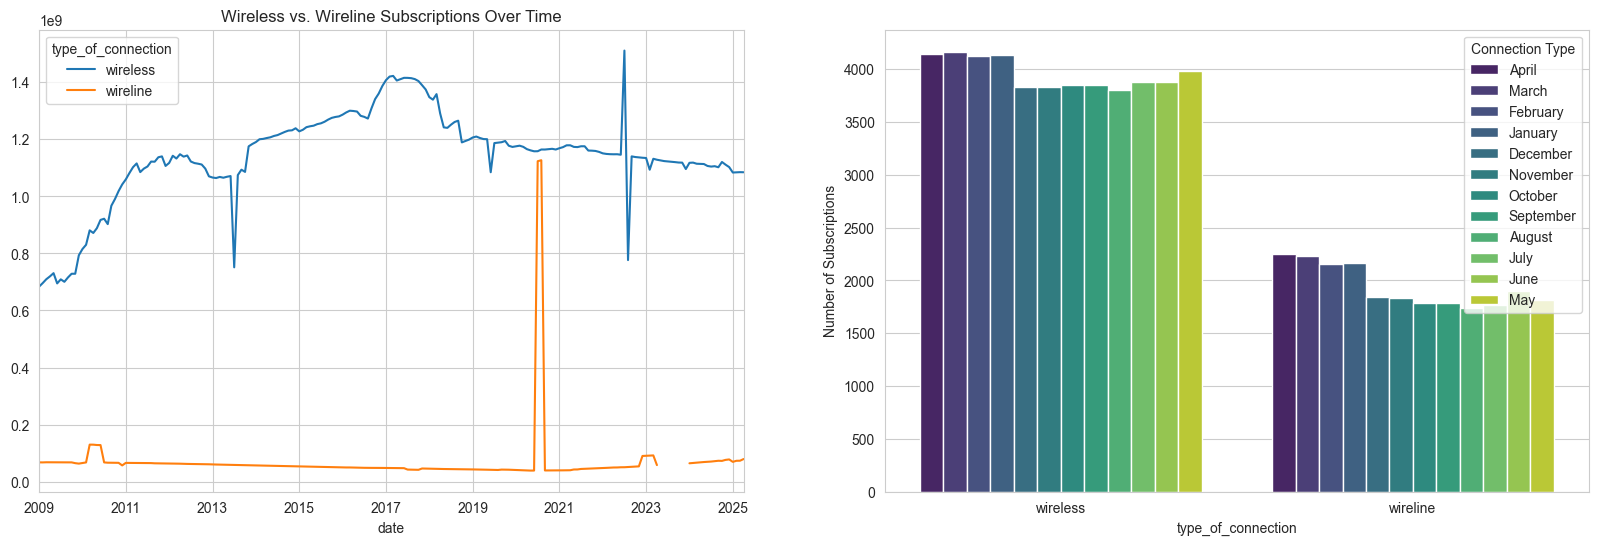 Wireless vs. Wireline Subscriptions Over Time
1e9
type_of_connection
wireless
wireline
1.4
1.2
1.0
0.8
0.6
0.4
0.2
0.0
2009
2011
2013
2015
2017
2019
2021
2023
2025
date
Number of Subscriptions
4000
3500
3000
2500
2000
1500
1000
500
0
wireless
wireline
type_of_connection
Connection Type
April
March
February
January
December
November
October
September
August
July
June
May